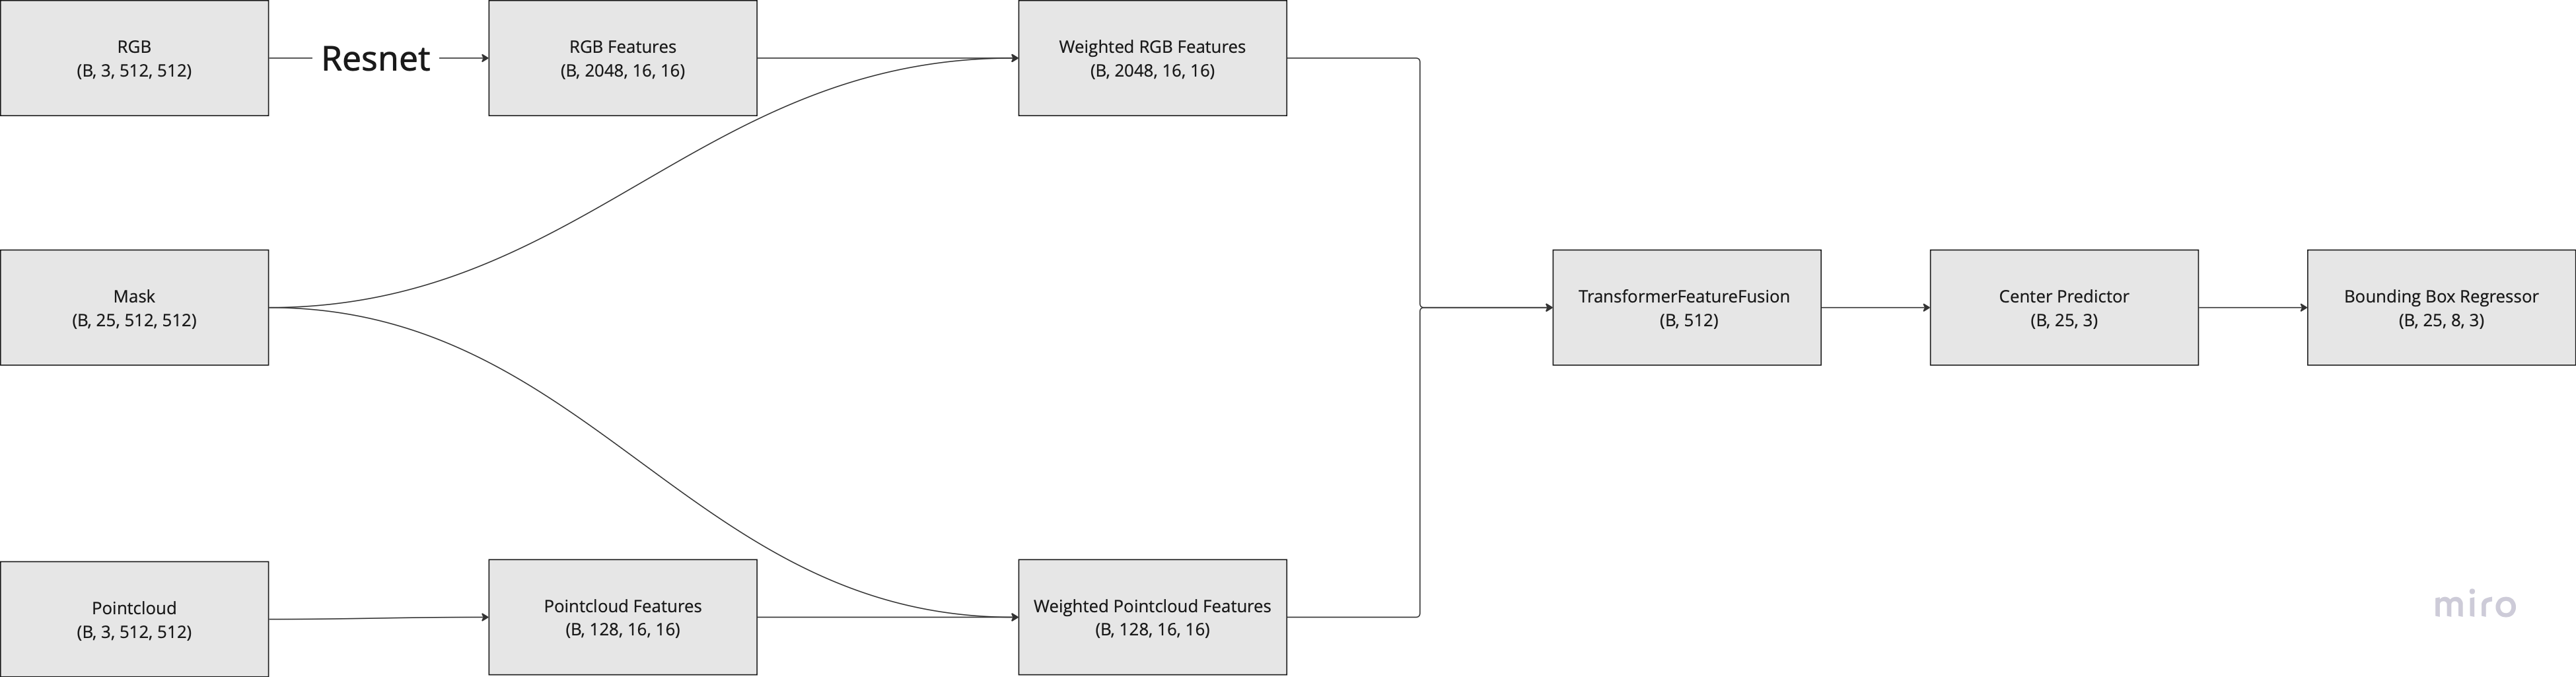 RGB
(B, 3, 512, 512)
Resnet
RGB Features
(B, 2048, 16, 16)
Weighted RGB Features
(B, 2048, 16, 16)
Mask
(B, 25, 512, 512)
TransformerFeatureFusion
(B, 512)
Center Predictor
(B, 25, 3)
Bounding Box Regressor
(B, 25, 8, 3)
Pointcloud
(B, 3, 512, 512)
Pointcloud Features
(B, 128, 16, 16)
Weighted Pointcloud Features
(B, 128, 16, 16)
miro